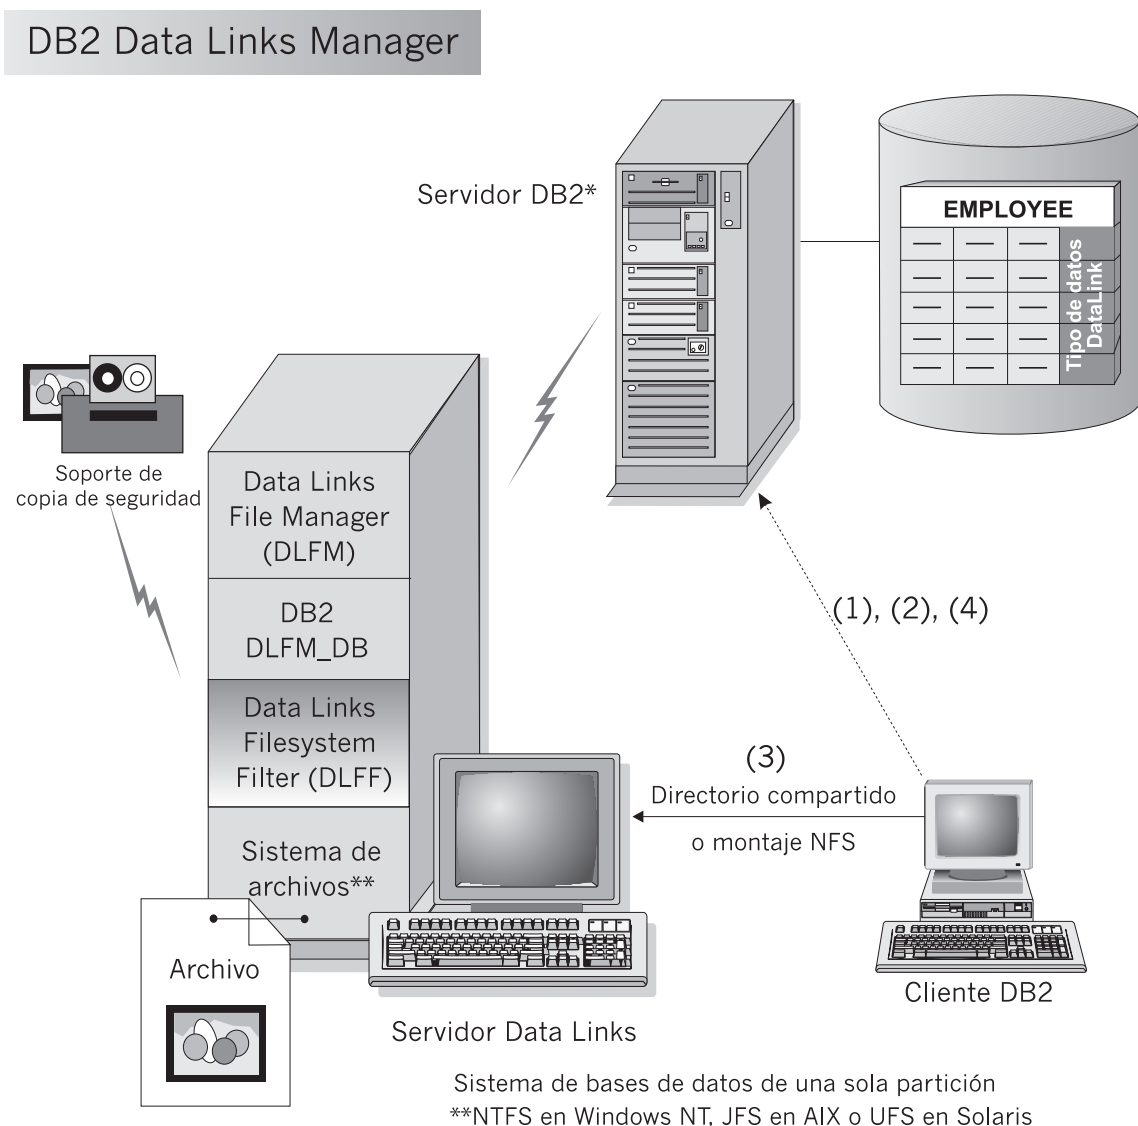 DB2 Data Links Manager
Servidor DB2*
EMPLOYEE
Tipo de datos
DataLink
Soporte de
copia de seguridad
Data Links
File Manager
(DLFM)
DB2
DLFM_DB
Data Links
Filesystem
Filter (DLFF)
Sistema de
archivos**
(1), (2), (4)
(3)
Directorio compartido
o montaje NFS
Archivo
Cliente DB2
Servidor Data Links
Sistema de bases de datos de una sola partición
**NTFS en Windows NT, JFS en AIX o UFS en Solaris